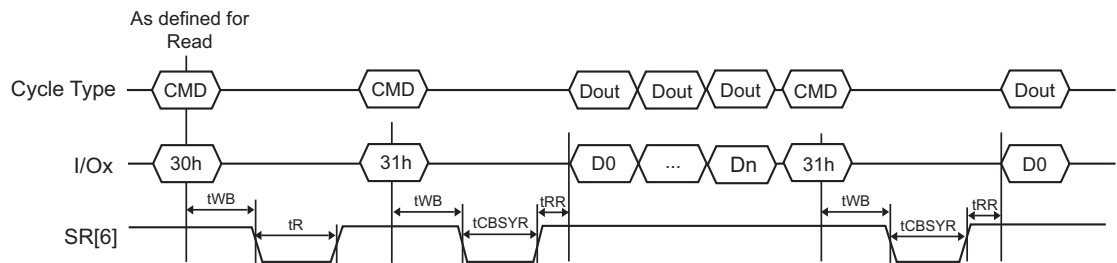 As defined for
Read
Cycle Type CMD CMD Dout Dout Dout CMD Dout
I/Ox 30h 31h D0 ... Dn 31h D0
tWB tR tWB tCBSYR tRR tWB tCBSYR tRR
SR[6]